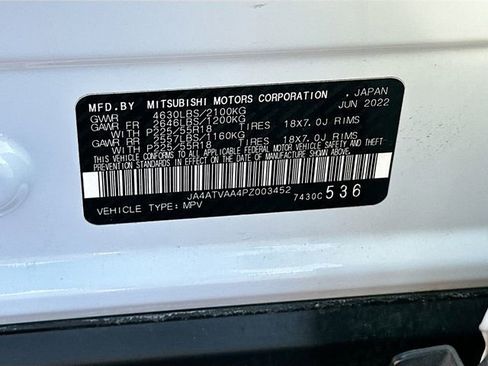 MFD.BY MITSUBISHI MOTORS CORPORATION / JAPAN
GVWR 4630LBS/2100KG JUN 2022
GAWR FR 2646LBS/1200KG
WITH P225/55R18 TIRES 18X7.0J RIMS
GAWR RR 2557LBS/1160KG
WITH P225/55R18 TIRES 18X7.0J RIMS
THIS VEHICLE CONFORMS TO ALL APPLICABLE FEDERAL MOTOR VEHICLE SAFETY
AND THEFT PREVENTION STANDARDS IN EFFECT ON THE DATE OF MANUFACTURE SHOWN ABOVE.
JA4ATVAA4PZ003452
VEHICLE TYPE: MPV 7430C 536